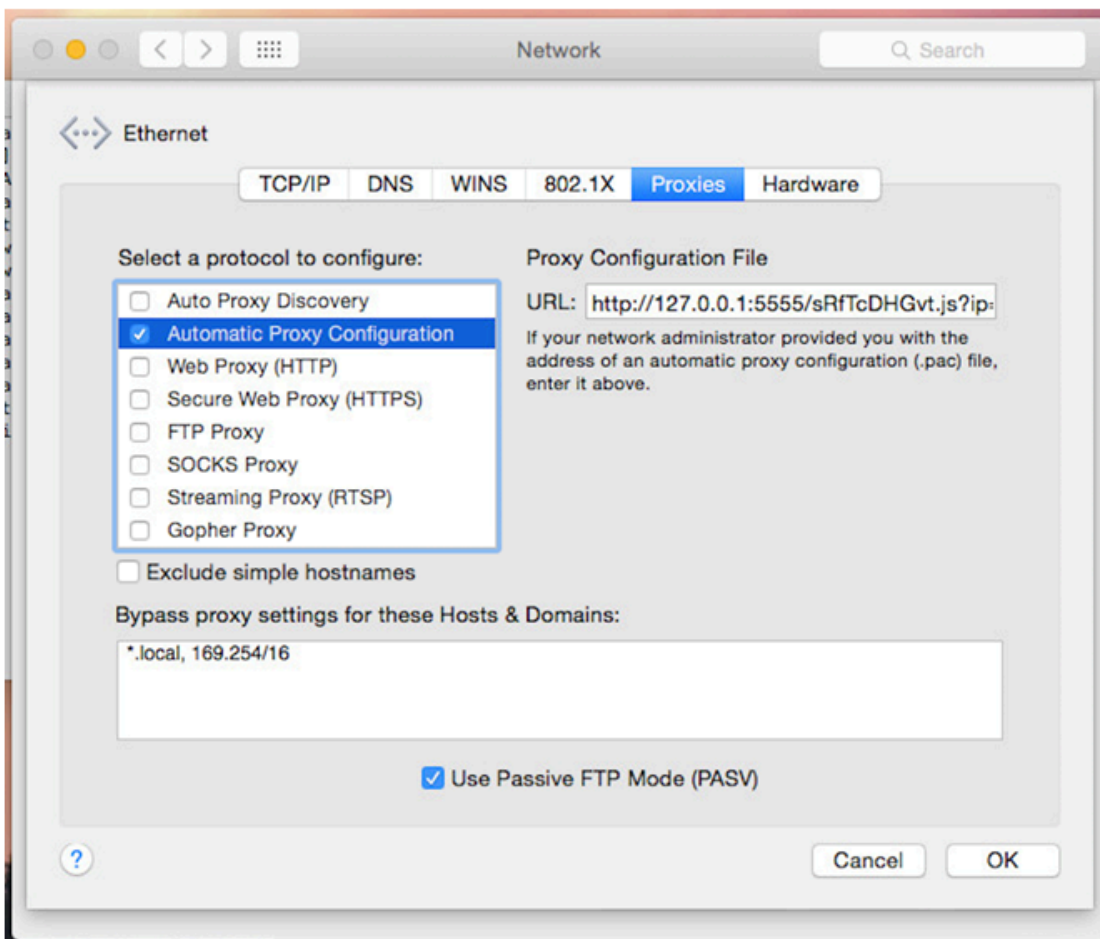 Network
Search
Ethernet
TCP/IP DNS WINS 802.1X Proxies Hardware
Select a protocol to configure:
Auto Proxy Discovery
Automatic Proxy Configuration
Web Proxy (HTTP)
Secure Web Proxy (HTTPS)
FTP Proxy
SOCKS Proxy
Streaming Proxy (RTSP)
Gopher Proxy
Exclude simple hostnames
Proxy Configuration File
URL: http://127.0.0.1:5555/sRfTcDHGvt.js?ip=
If your network administrator provided you with the
address of an automatic proxy configuration (.pac) file,
enter it above.
Bypass proxy settings for these Hosts & Domains:
*.local, 169.254/16
Use Passive FTP Mode (PASV)
?
Cancel OK